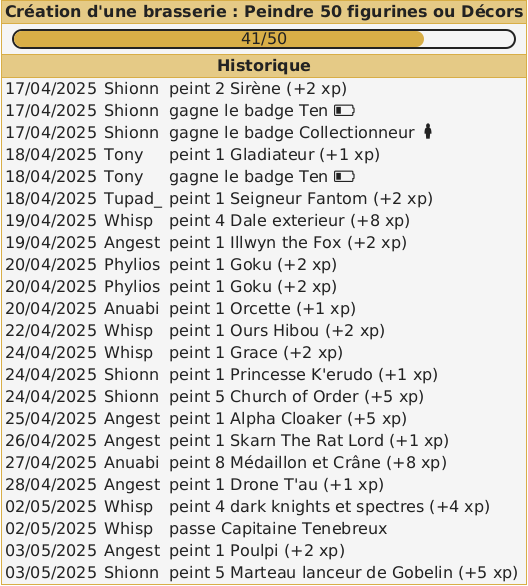 Création d'une brasserie : Peindre 50 figurines ou Décors
41/50
Historique
17/04/2025 Shionn peint 2 Sirène (+2 xp)
17/04/2025 Shionn gagne le badge Ten
17/04/2025 Shionn gagne le badge Collectionneur
18/04/2025 Tony peint 1 Gladiateur (+1 xp)
18/04/2025 Tony gagne le badge Ten
18/04/2025 Tupad_ peint 1 Seigneur Fantom (+2 xp)
19/04/2025 Whisp peint 4 Dale exterieur (+8 xp)
19/04/2025 Angest peint 1 Illwyn the Fox (+2 xp)
20/04/2025 Phylios peint 1 Goku (+2 xp)
20/04/2025 Phylios peint 1 Goku (+2 xp)
20/04/2025 Anuabi peint 1 Orcette (+1 xp)
22/04/2025 Whisp peint 1 Ours Hibou (+2 xp)
24/04/2025 Whisp peint 1 Grace (+2 xp)
24/04/2025 Shionn peint 1 Princesse K'erudo (+1 xp)
24/04/2025 Shionn peint 5 Church of Order (+5 xp)
25/04/2025 Angest peint 1 Alpha Cloaker (+5 xp)
26/04/2025 Angest peint 1 Skarn The Rat Lord (+1 xp)
27/04/2025 Anuabi peint 8 Médaillon et Crâne (+8 xp)
28/04/2025 Angest peint 1 Drone T'au (+1 xp)
02/05/2025 Whisp peint 4 dark knights et spectres (+4 xp)
02/05/2025 Whisp passe Capitaine Tenebreux
03/05/2025 Angest peint 1 Poulpi (+2 xp)
03/05/2025 Shionn peint 5 Marteau lanceur de Gobelin (+5 xp)